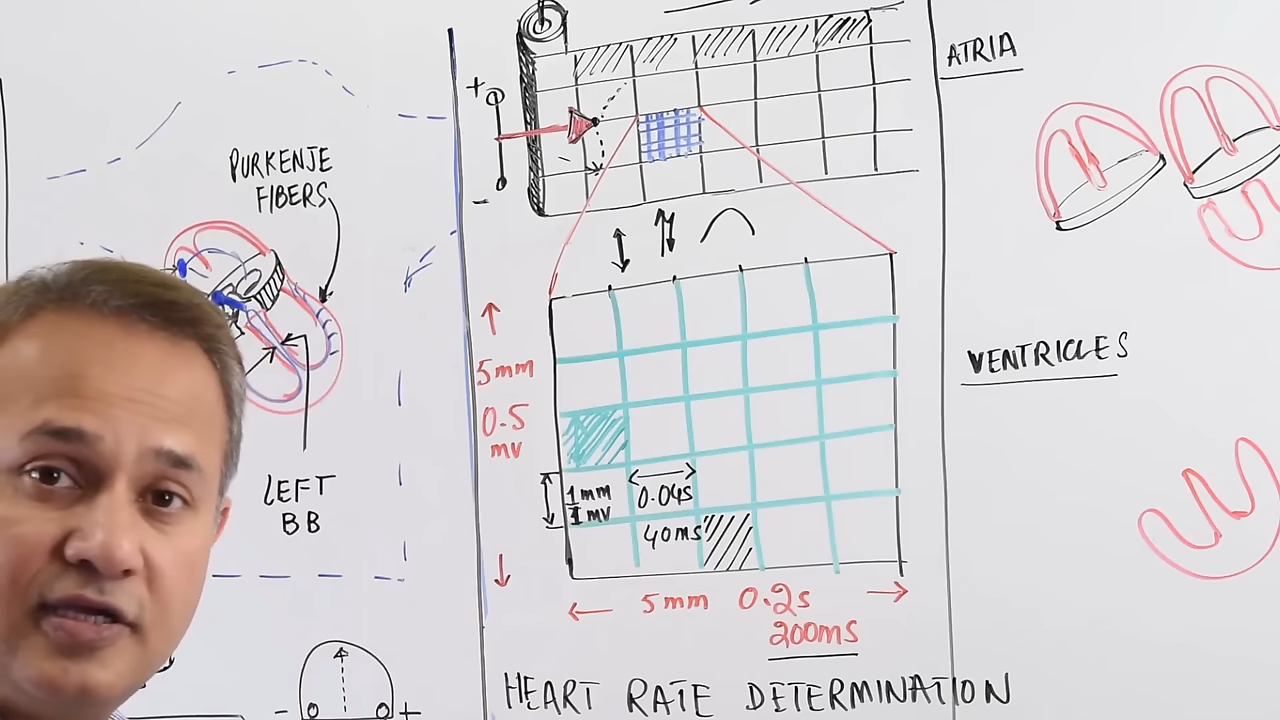 PURKENJE
FIBERS
LEFT
BB
+
-
- +
5mm
0.5
mv
1mm
1mv
0.04s
40ms
5mm 0.2s
200ms
HEART RATE DETERMINATION
ATRIA
VENTRICLES